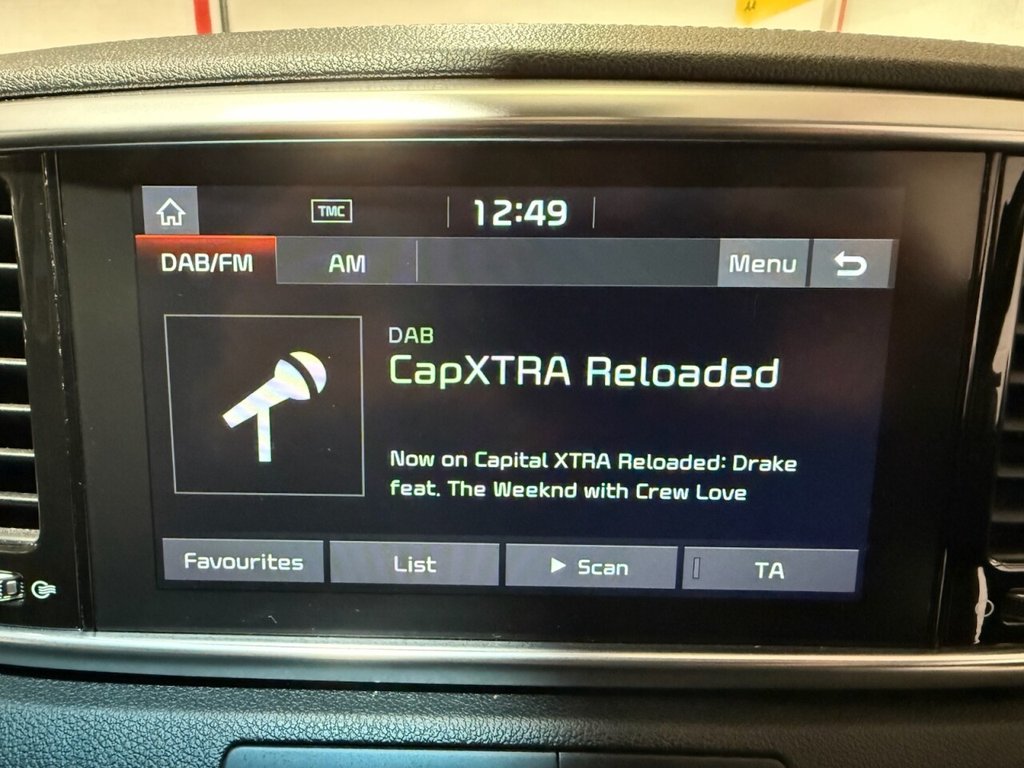 TMC
12:49
DAB/FM
AM
Menu
DAB
CapXTRA Reloaded
Now on Capital XTRA Reloaded: Drake
feat. The Weeknd with Crew Love
Favourites
List
Scan
TA